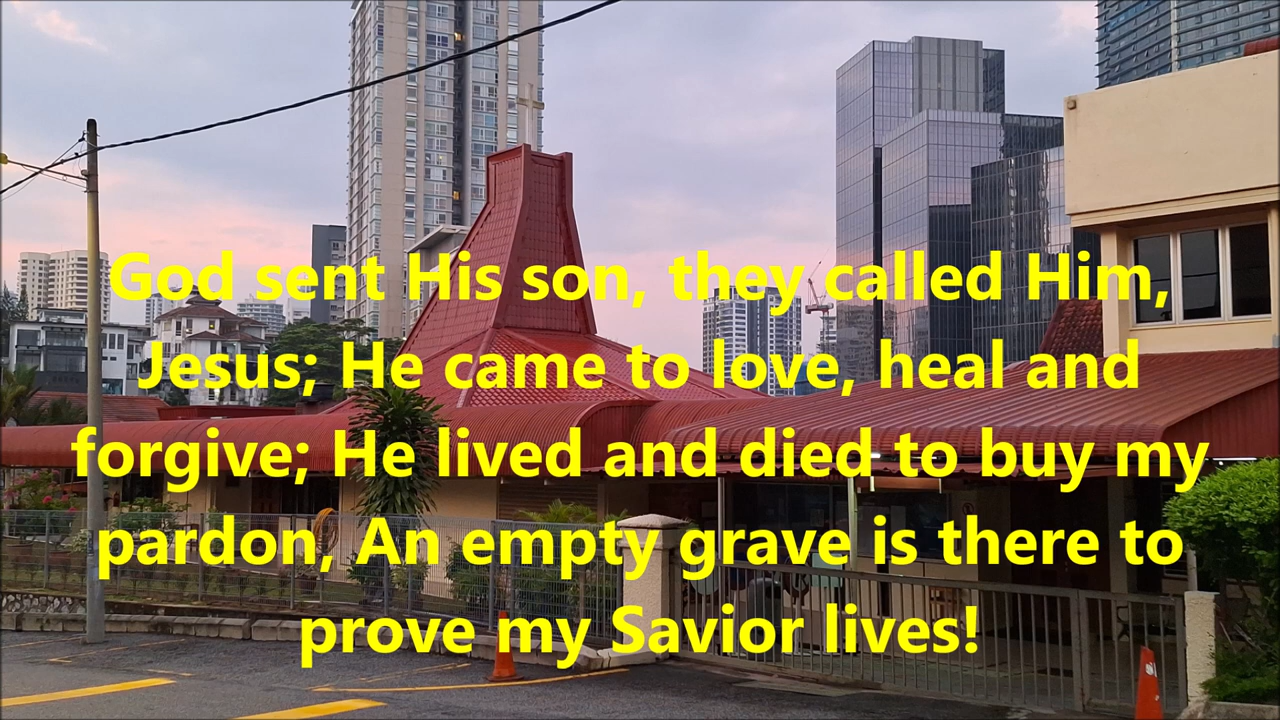 God sent His son, they called Him,
Jesus; He came to love, heal and
forgive; He lived and died to buy my
pardon, An empty grave is there to
prove my Savior lives!